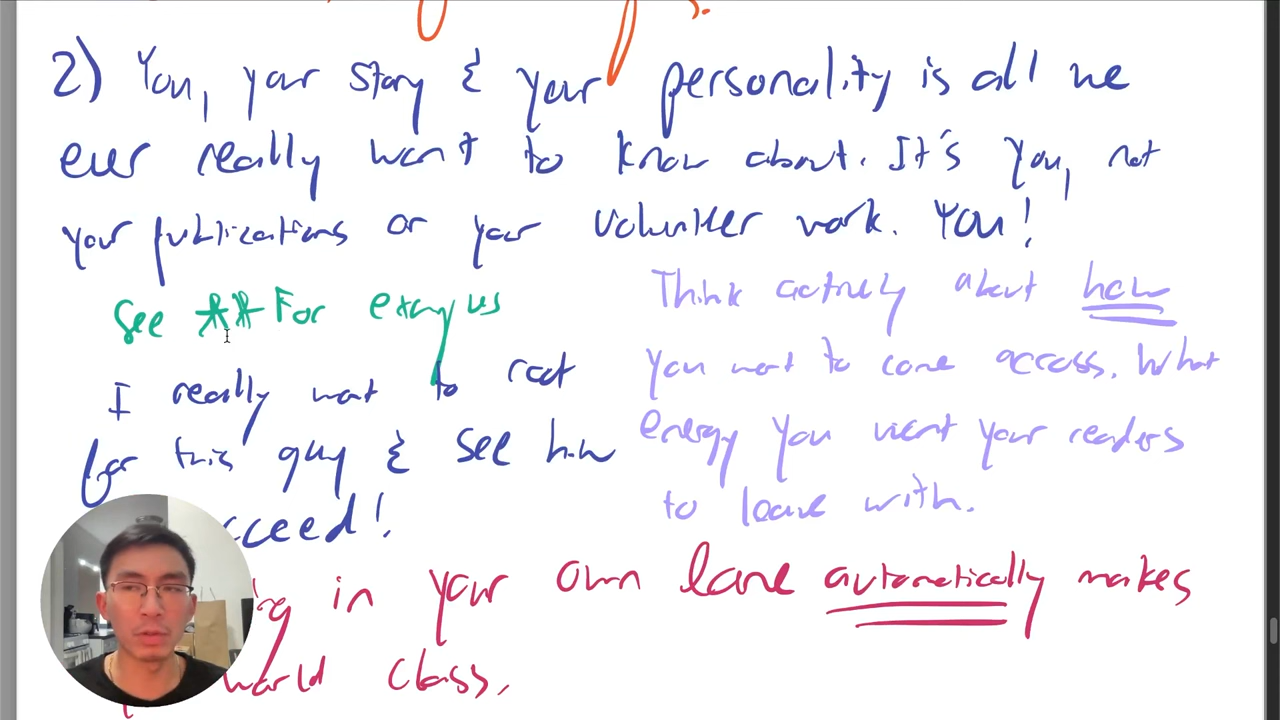 2) You, your story & your personality is all we
ever really want to know about. It's you, not
your publications or your volunteer work. You!
See ** For examples
Think actively about how
you want to come across. What
energy you want your readers
to leave with.
I really want to root
for this guy & see him
cceed!
ng in your own lane automatically makes
world class.